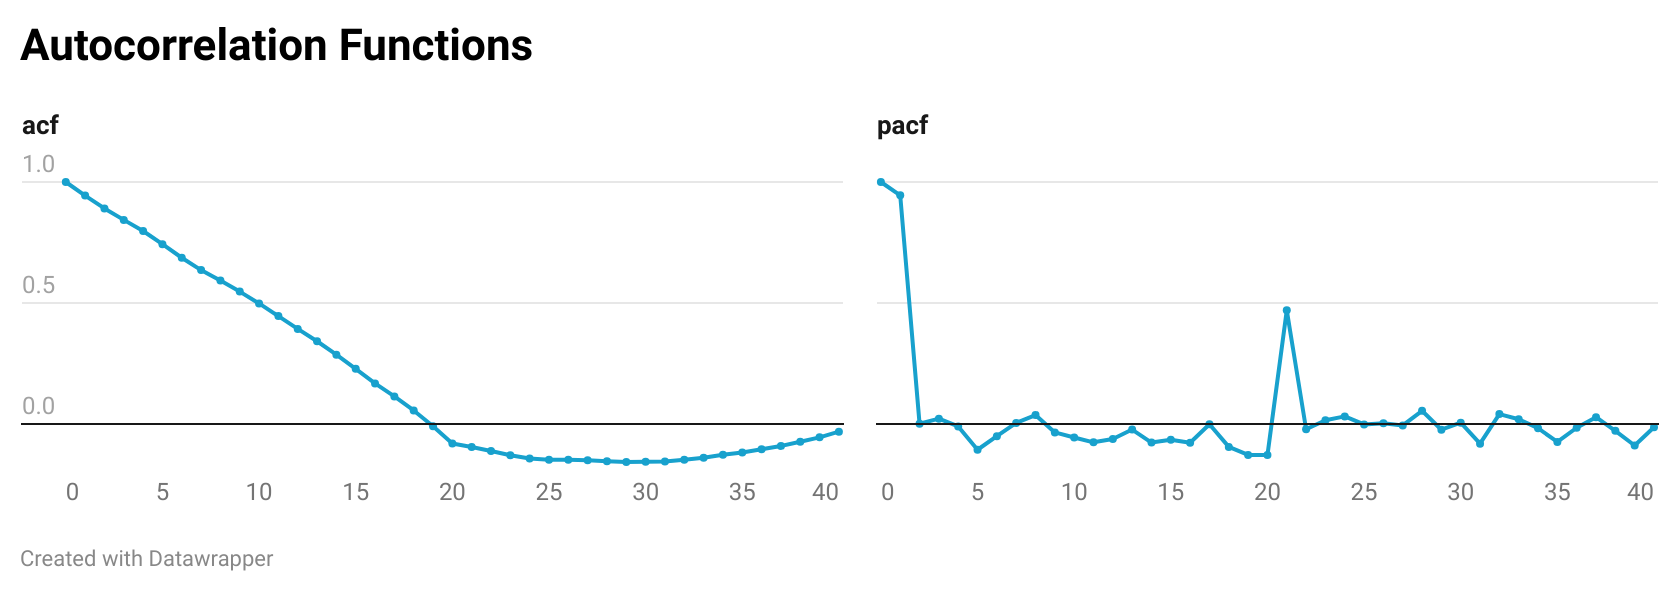 Autocorrelation Functions
acf
pacf
1.0
0.5
0.0
0 5 10 15 20 25 30 35 40
0 5 10 15 20 25 30 35 40
Created with Datawrapper